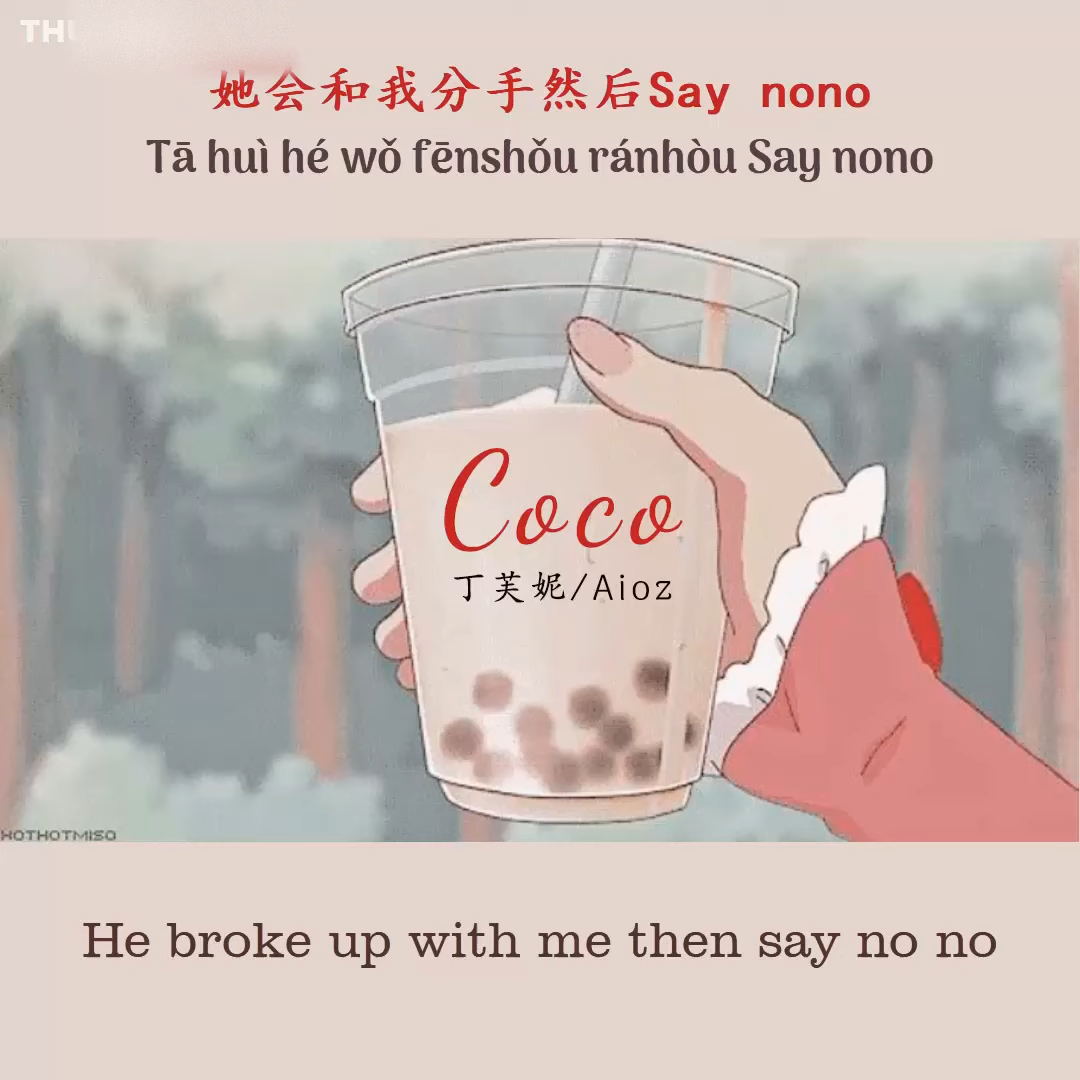 她会和我分手然后Say nono
Tā huì hé wǒ fēnshǒu ránhòu Say nono
Coco
丁芙妮/Aioz
HOTHOTMISO
He broke up with me then say no no